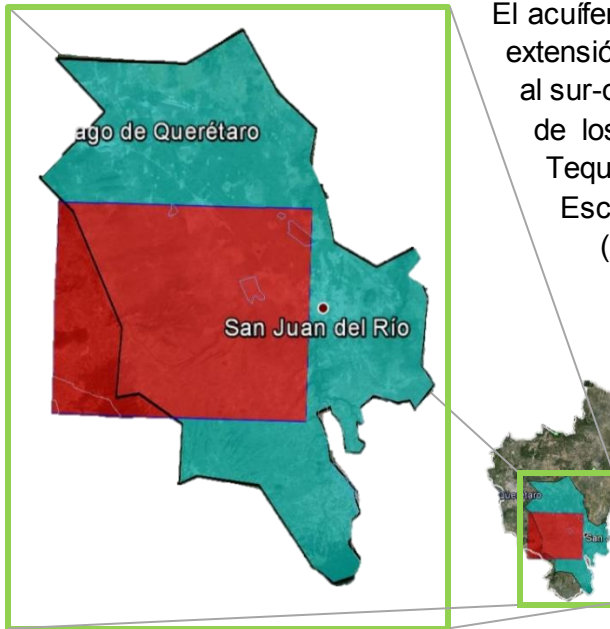 El acuífer
extensió
al sur-o
de los
Tequ
Esc
(
ago de Querétaro
San Juan del Río
San